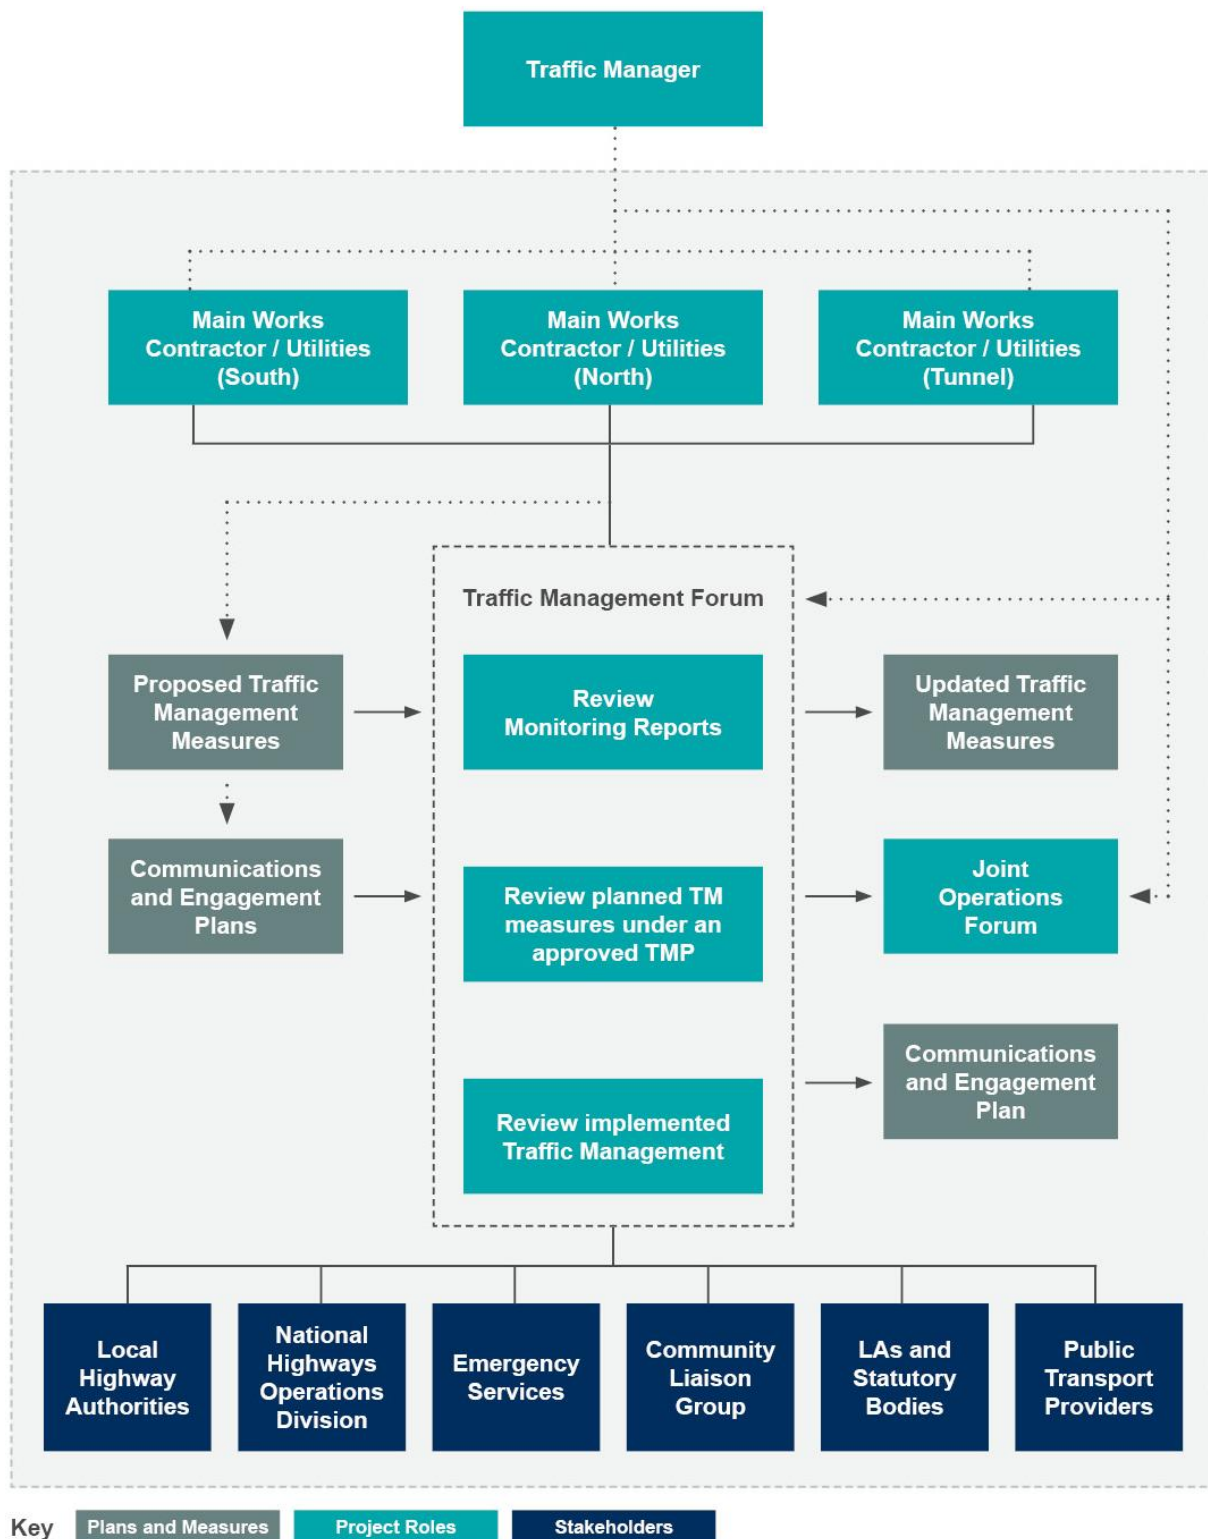 Traffic Manager
Main Works
Contractor / Utilities
(South)
Main Works
Contractor / Utilities
(North)
Main Works
Contractor / Utilities
(Tunnel)
Traffic Management Forum
Proposed Traffic
Management
Measures
Review
Monitoring Reports
Updated Traffic
Management
Measures
Communications
and Engagement
Plans
Review planned TM
measures under an
approved TMP
Joint
Operations
Forum
Review implemented
Traffic Management
Communications
and Engagement
Plan
Local
Highway
Authorities
National
Highways
Operations
Division
Emergency
Services
Community
Liaison
Group
LAs and
Statutory
Bodies
Public
Transport
Providers
Key
Plans and Measures
Project Roles
Stakeholders